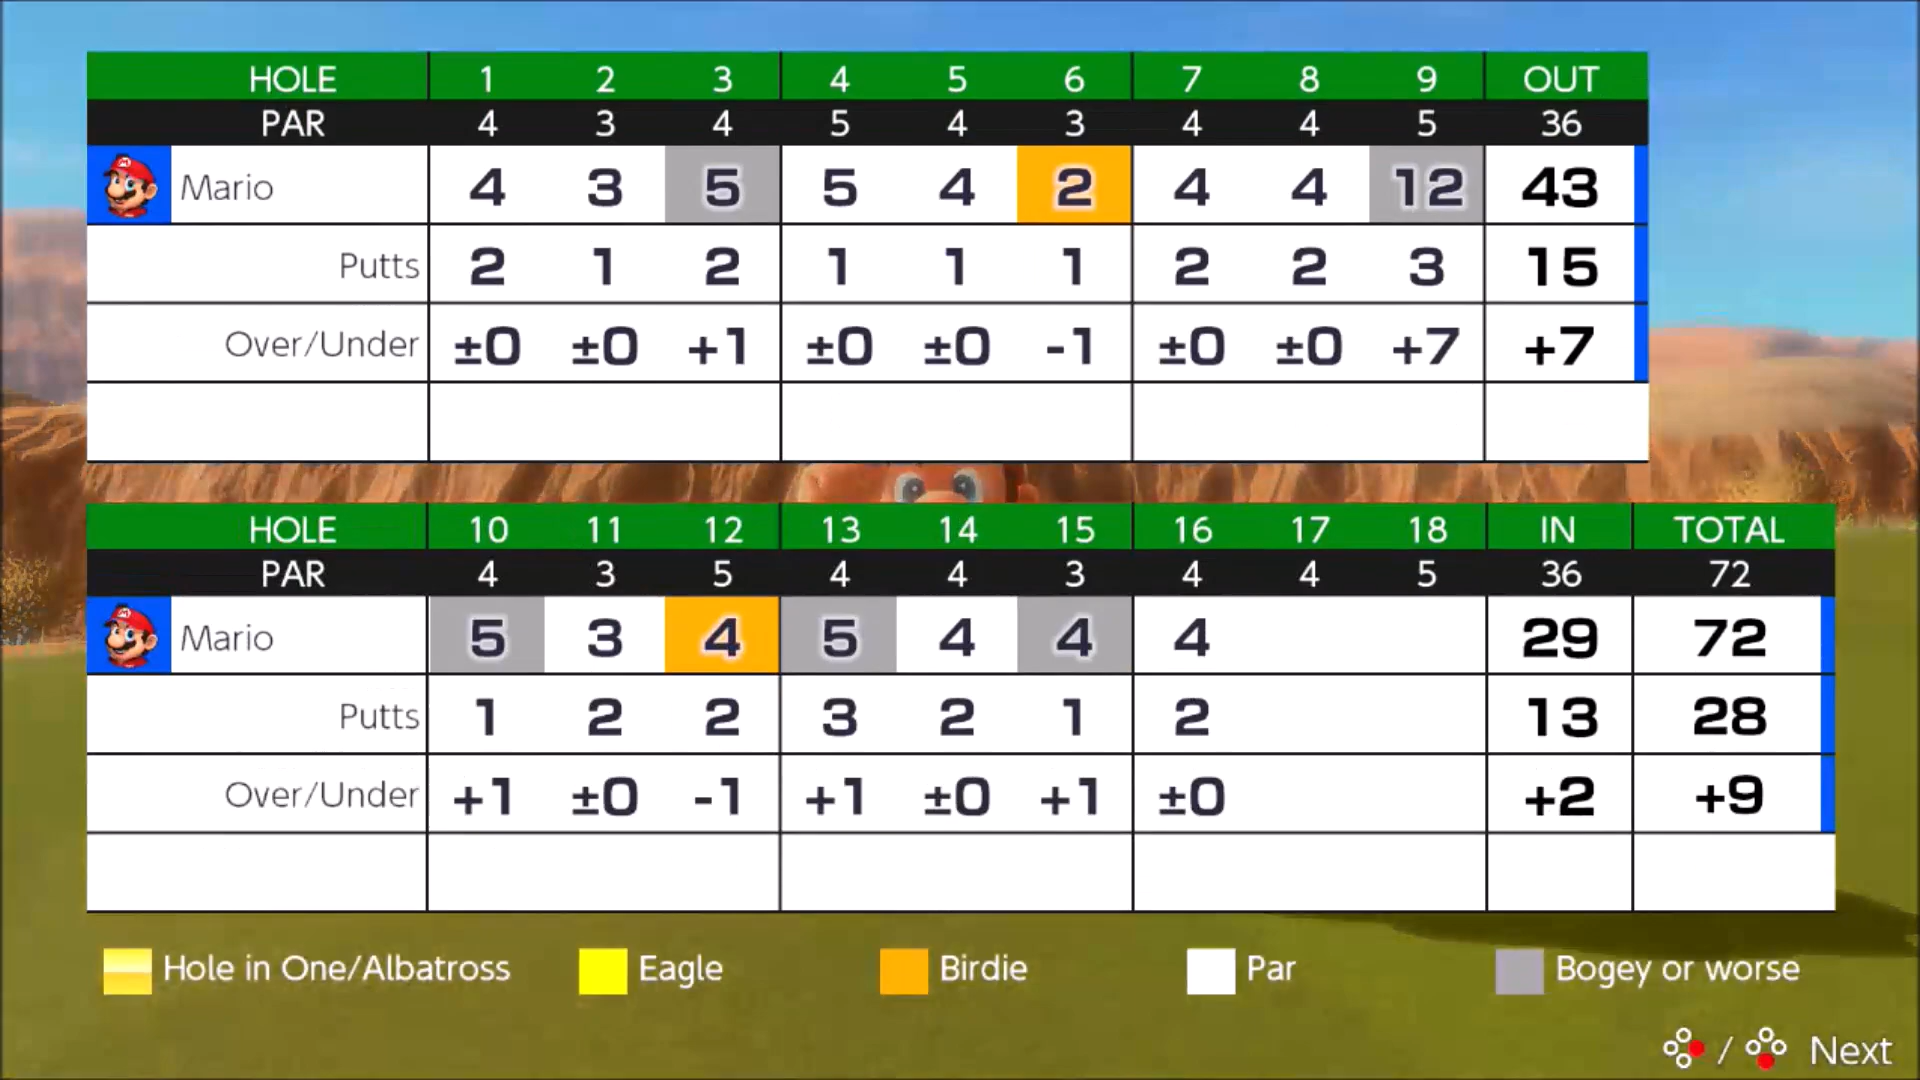 HOLE 1 2 3 4 5 6 7 8 9 OUT
PAR 4 3 4 5 4 3 4 4 5 36
Mario 4 3 5 5 4 2 4 4 12 43
Putts 2 1 2 1 1 1 2 2 3 15
Over/Under ±0 ±0 +1 ±0 ±0 -1 ±0 ±0 +7 +7
HOLE 10 11 12 13 14 15 16 17 18 IN TOTAL
PAR 4 3 5 4 4 3 4 4 5 36 72
Mario 5 3 4 5 4 4 4 29 72
Putts 1 2 2 3 2 1 2 13 28
Over/Under +1 ±0 -1 +1 ±0 +1 ±0 +2 +9
Hole in One/Albatross Eagle Birdie Par Bogey or worse
/ Next